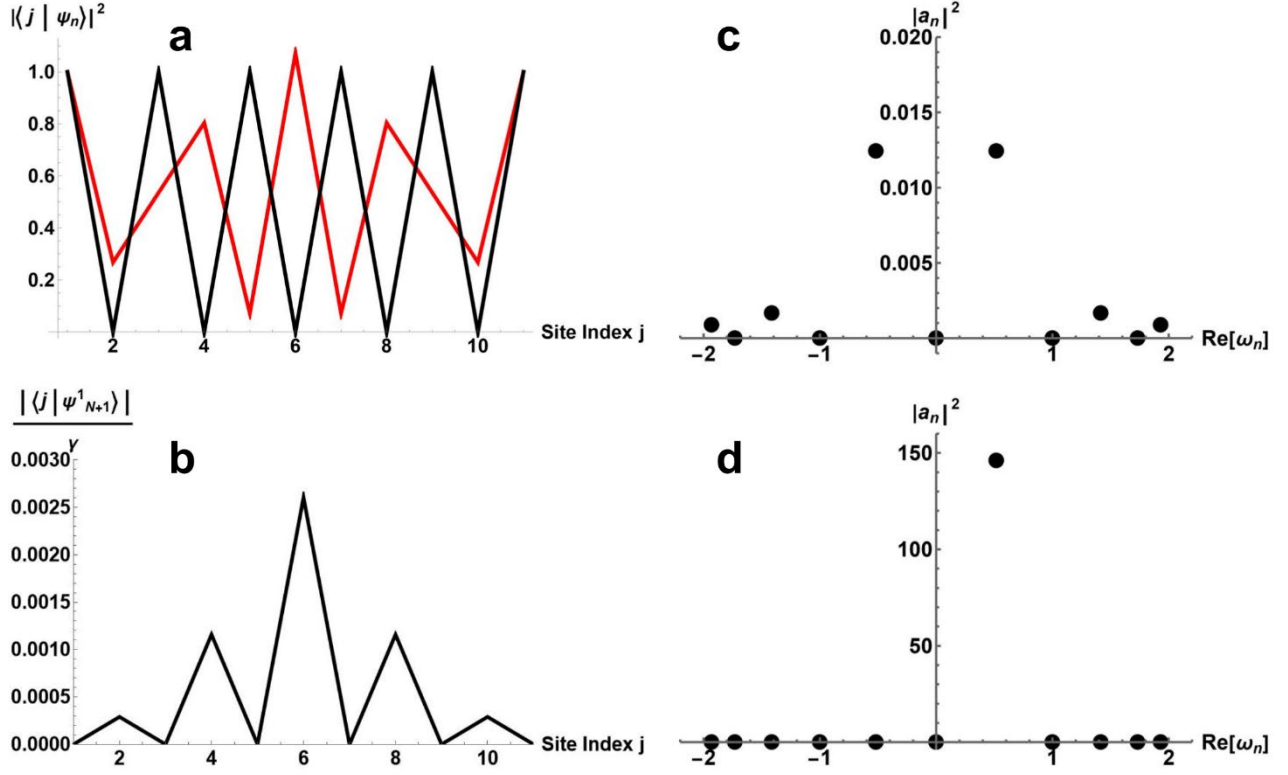 |⟨j | ψn⟩|²
a
1.0
0.8
0.6
0.4
0.2
2
4
6
8
10
Site Index j
c
|an|²
0.020
0.015
0.010
0.005
−2
−1
1
2
Re[ωn]
| ⟨j | ψ¹N+1⟩ |
γ
b
0.0030
0.0025
0.0020
0.0015
0.0010
0.0005
0.0000
2
4
6
8
10
Site Index j
d
|an|²
150
100
50
−2
−1
1
2
Re[ωn]